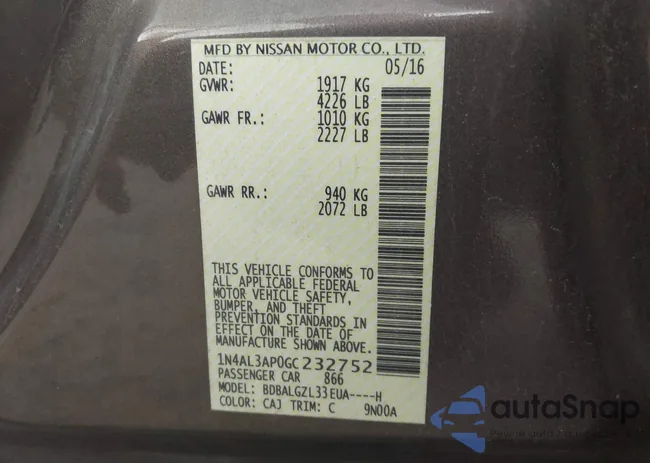 MFD BY NISSAN MOTOR CO., LTD.
DATE: 05/16
GVWR: 1917 KG
4226 LB
GAWR FR.: 1010 KG
2227 LB
GAWR RR.: 940 KG
2072 LB
THIS VEHICLE CONFORMS TO
ALL APPLICABLE FEDERAL
MOTOR VEHICLE SAFETY,
BUMPER, AND THEFT
PREVENTION STANDARDS IN
EFFECT ON THE DATE OF
MANUFACTURE SHOWN ABOVE.
1N4AL3AP0GC232752
PASSENGER CAR 866
MODEL: BDBALGZL33EUA----H
COLOR: CAJ TRIM: C 9N00A
autoSnap